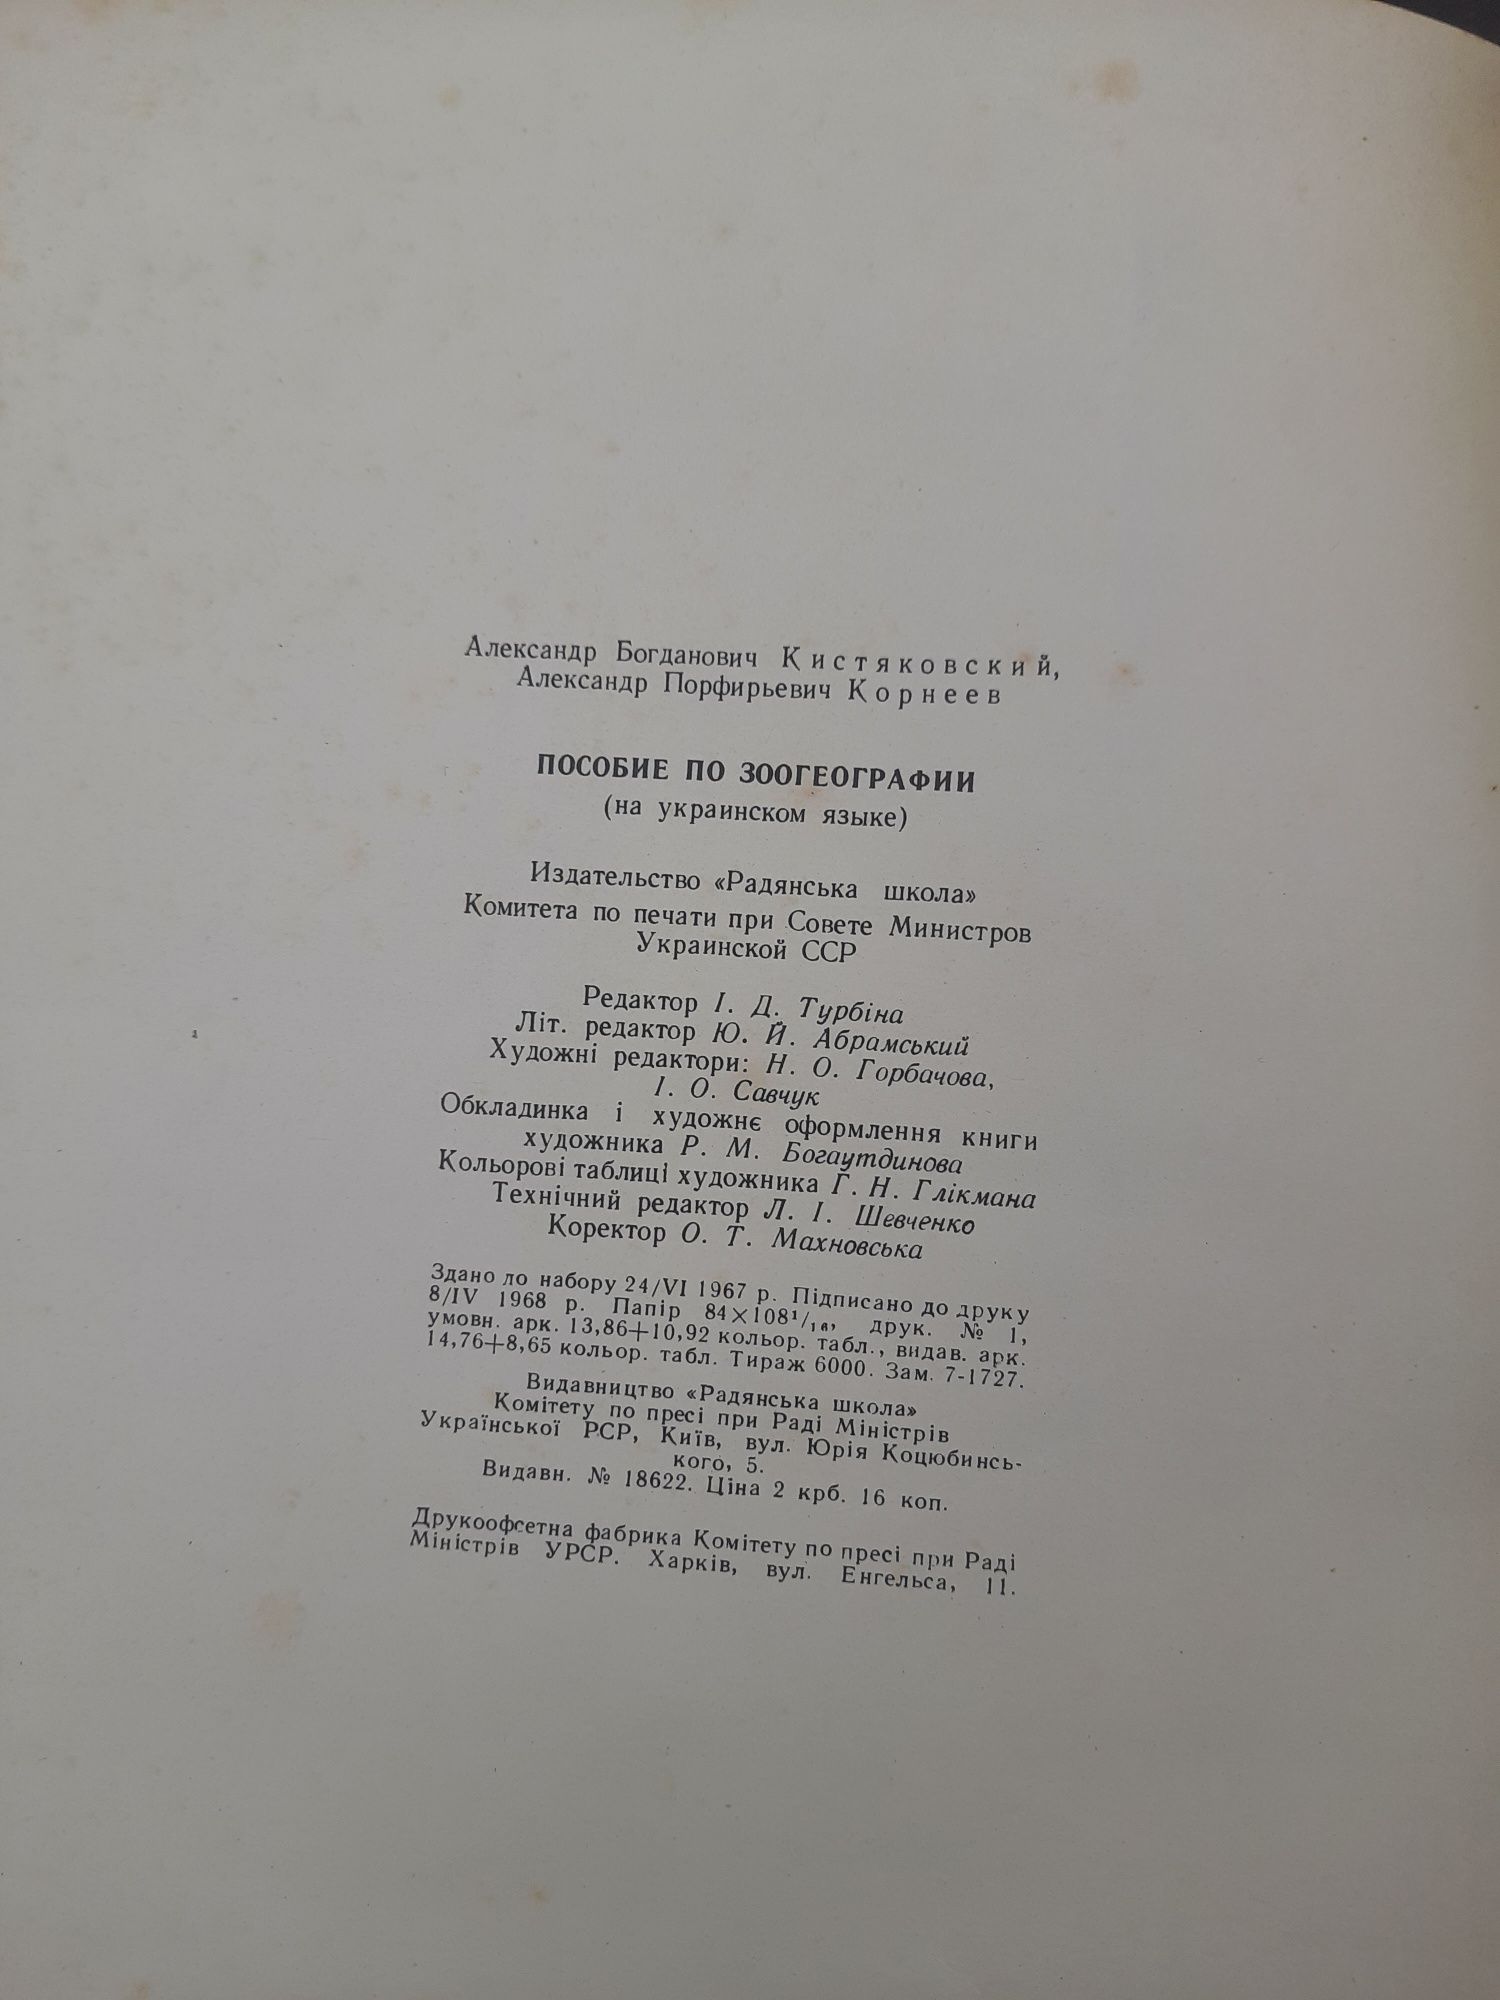 Александр Богданович Кистяковский,
Александр Порфирьевич Корнеев
ПОСОБИЕ ПО ЗООГЕОГРАФИИ
(на украинском языке)
Издательство «Радянська школа»
Комитета по печати при Совете Министров
Украинской ССР
Редактор І. Д. Турбіна
Літ. редактор Ю. Й. Абрамський
Художні редактори: Н. О. Горбачова,
І. О. Савчук
Обкладинка і художнє оформлення книги
художника Р. М. Богаутдинова
Кольорові таблиці художника Г. Н. Глікмана
Технічний редактор Л. І. Шевченко
Коректор О. Т. Махновська
Здано ло набору 24/VI 1967 р. Підписано до друку
8/IV 1968 р. Папір 84×108¹/₁₆, друк. № 1,
умовн. арк. 13,86+10,92 кольор. табл., видав. арк.
14,76+8,65 кольор. табл. Тираж 6000. Зам. 7-1727.
Видавництво «Радянська школа»
Комітету по пресі при Раді Міністрів
Української РСР, Київ, вул. Юрія Коцюбинсь-
кого, 5.
Видавн. № 18622. Ціна 2 крб. 16 коп.
Друкоофсетна фабрика Комітету по пресі при Раді
Міністрів УРСР. Харків, вул. Енгельса, 11.